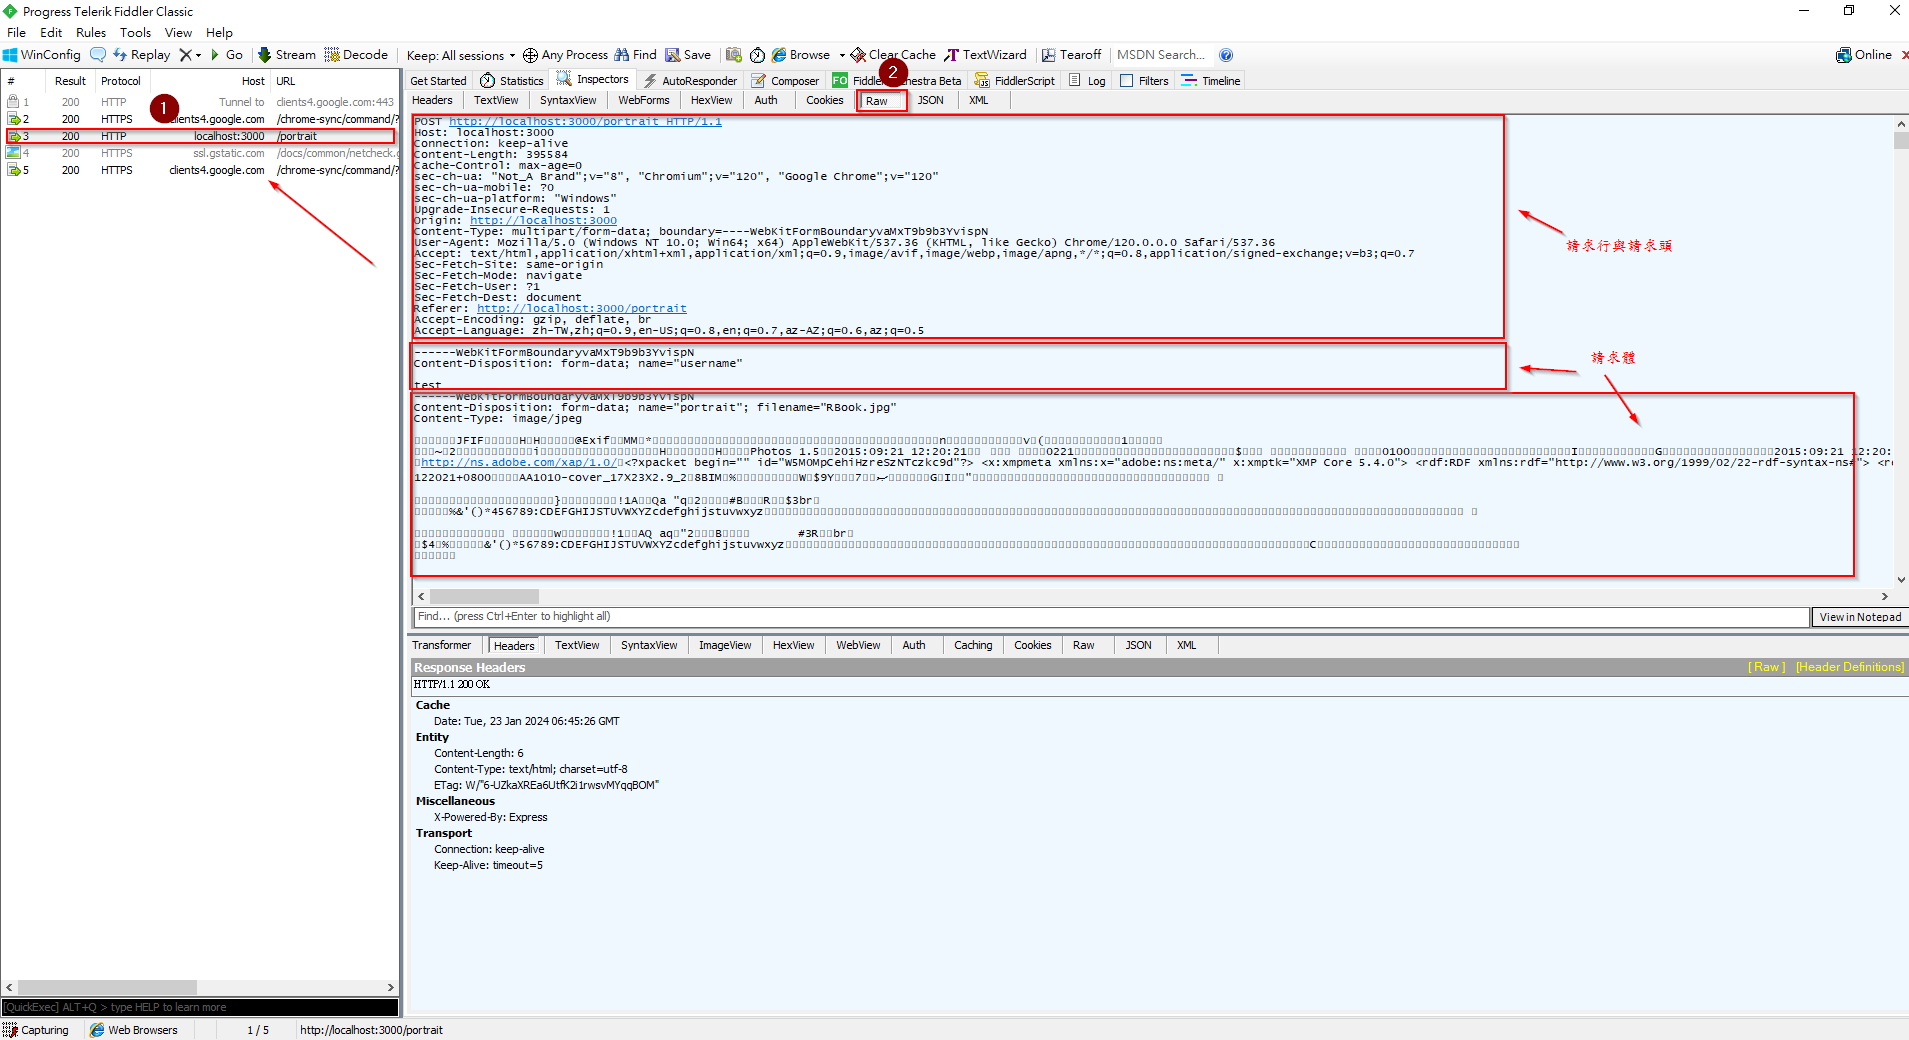 Progress Telerik Fiddler Classic
File Edit Rules Tools View Help
WinConfig Replay Go Stream Decode Keep: All sessions Any Process Find Save Browse Clear Cache TextWizard Tearoff MSDN Search... Online
# Result Protocol Host URL
1 200 HTTP Tunnel to clients4.google.com:443
2 200 HTTPS clients4.google.com /chrome-sync/command/?
3 200 HTTP localhost:3000 /portrait
4 200 HTTPS ssl.gstatic.com /docs/common/netcheck.g
5 200 HTTPS clients4.google.com /chrome-sync/command/?
1
2
Get Started Statistics Inspectors AutoResponder Composer FO Fiddler Orchestra Beta FiddlerScript Log Filters Timeline
Headers TextView SyntaxView WebForms HexView Auth Cookies Raw JSON XML
POST http://localhost:3000/portrait HTTP/1.1
Host: localhost:3000
Connection: keep-alive
Content-Length: 395584
Cache-Control: max-age=0
sec-ch-ua: "Not_A Brand";v="8", "Chromium";v="120", "Google Chrome";v="120"
sec-ch-ua-mobile: ?0
sec-ch-ua-platform: "Windows"
Upgrade-Insecure-Requests: 1
Origin: http://localhost:3000
Content-Type: multipart/form-data; boundary=----WebKitFormBoundaryvaMxT9b9b3YvispN
User-Agent: Mozilla/5.0 (Windows NT 10.0; Win64; x64) AppleWebKit/537.36 (KHTML, like Gecko) Chrome/120.0.0.0 Safari/537.36
Accept: text/html,application/xhtml+xml,application/xml;q=0.9,image/avif,image/webp,image/apng,*/*;q=0.8,application/signed-exchange;v=b3;q=0.7
Sec-Fetch-Site: same-origin
Sec-Fetch-Mode: navigate
Sec-Fetch-User: ?1
Sec-Fetch-Dest: document
Referer: http://localhost:3000/portrait
Accept-Encoding: gzip, deflate, br
Accept-Language: zh-TW,zh;q=0.9,en-US;q=0.8,en;q=0.7,az-AZ;q=0.6,az;q=0.5
請求行與請求頭
------WebKitFormBoundaryvaMxT9b9b3YvispN
Content-Disposition: form-data; name="username"
請求體
test
------WebKitFormBoundaryvaMxT9b9b3YvispN
Content-Disposition: form-data; name="portrait"; filename="RBook.jpg"
Content-Type: image/jpeg
JFIF H H @Exif MM * n v ( 1
~ 2 i H H Photos 1.5 2015:09:21 12:20:21 0221 $ 0100 I G 2015:09:21 12:20:
http://ns.adobe.com/xap/1.0/ <?xpacket begin="" id="W5M0MpCehiHzreSzNTczkc9d"?> <x:xmpmeta xmlns:x="adobe:ns:meta/" x:xmptk="XMP Core 5.4.0"> <rdf:RDF xmlns:rdf="http://www.w3.org/1999/02/22-rdf-syntax-ns#"> <r
122021+0800 AA1010-cover_17X23X2.9_2 8BIM % W $9Y 7 G I "
} !1A Qa "q 2 #B R $3br
%&'()*456789:CDEFGHIJSTUVWXYZcdefghijstuvwxyz
w !1 AQ aq "2 B #3R br
$4 % &'()*56789:CDEFGHIJSTUVWXYZcdefghijstuvwxyz C
Find... (press Ctrl+Enter to highlight all) View in Notepad
Transformer Headers TextView SyntaxView ImageView HexView WebView Auth Caching Cookies Raw JSON XML
Response Headers [ Raw ] [Header Definitions]
HTTP/1.1 200 OK
Cache
Date: Tue, 23 Jan 2024 06:45:26 GMT
Entity
Content-Length: 6
Content-Type: text/html; charset=utf-8
ETag: W/"6-UZkaXREa6UtfK2i1rwsvMYqqBOM"
Miscellaneous
X-Powered-By: Express
Transport
Connection: keep-alive
Keep-Alive: timeout=5
[QuickExec] ALT+Q > type HELP to learn more
Capturing Web Browsers 1 / 5 http://localhost:3000/portrait